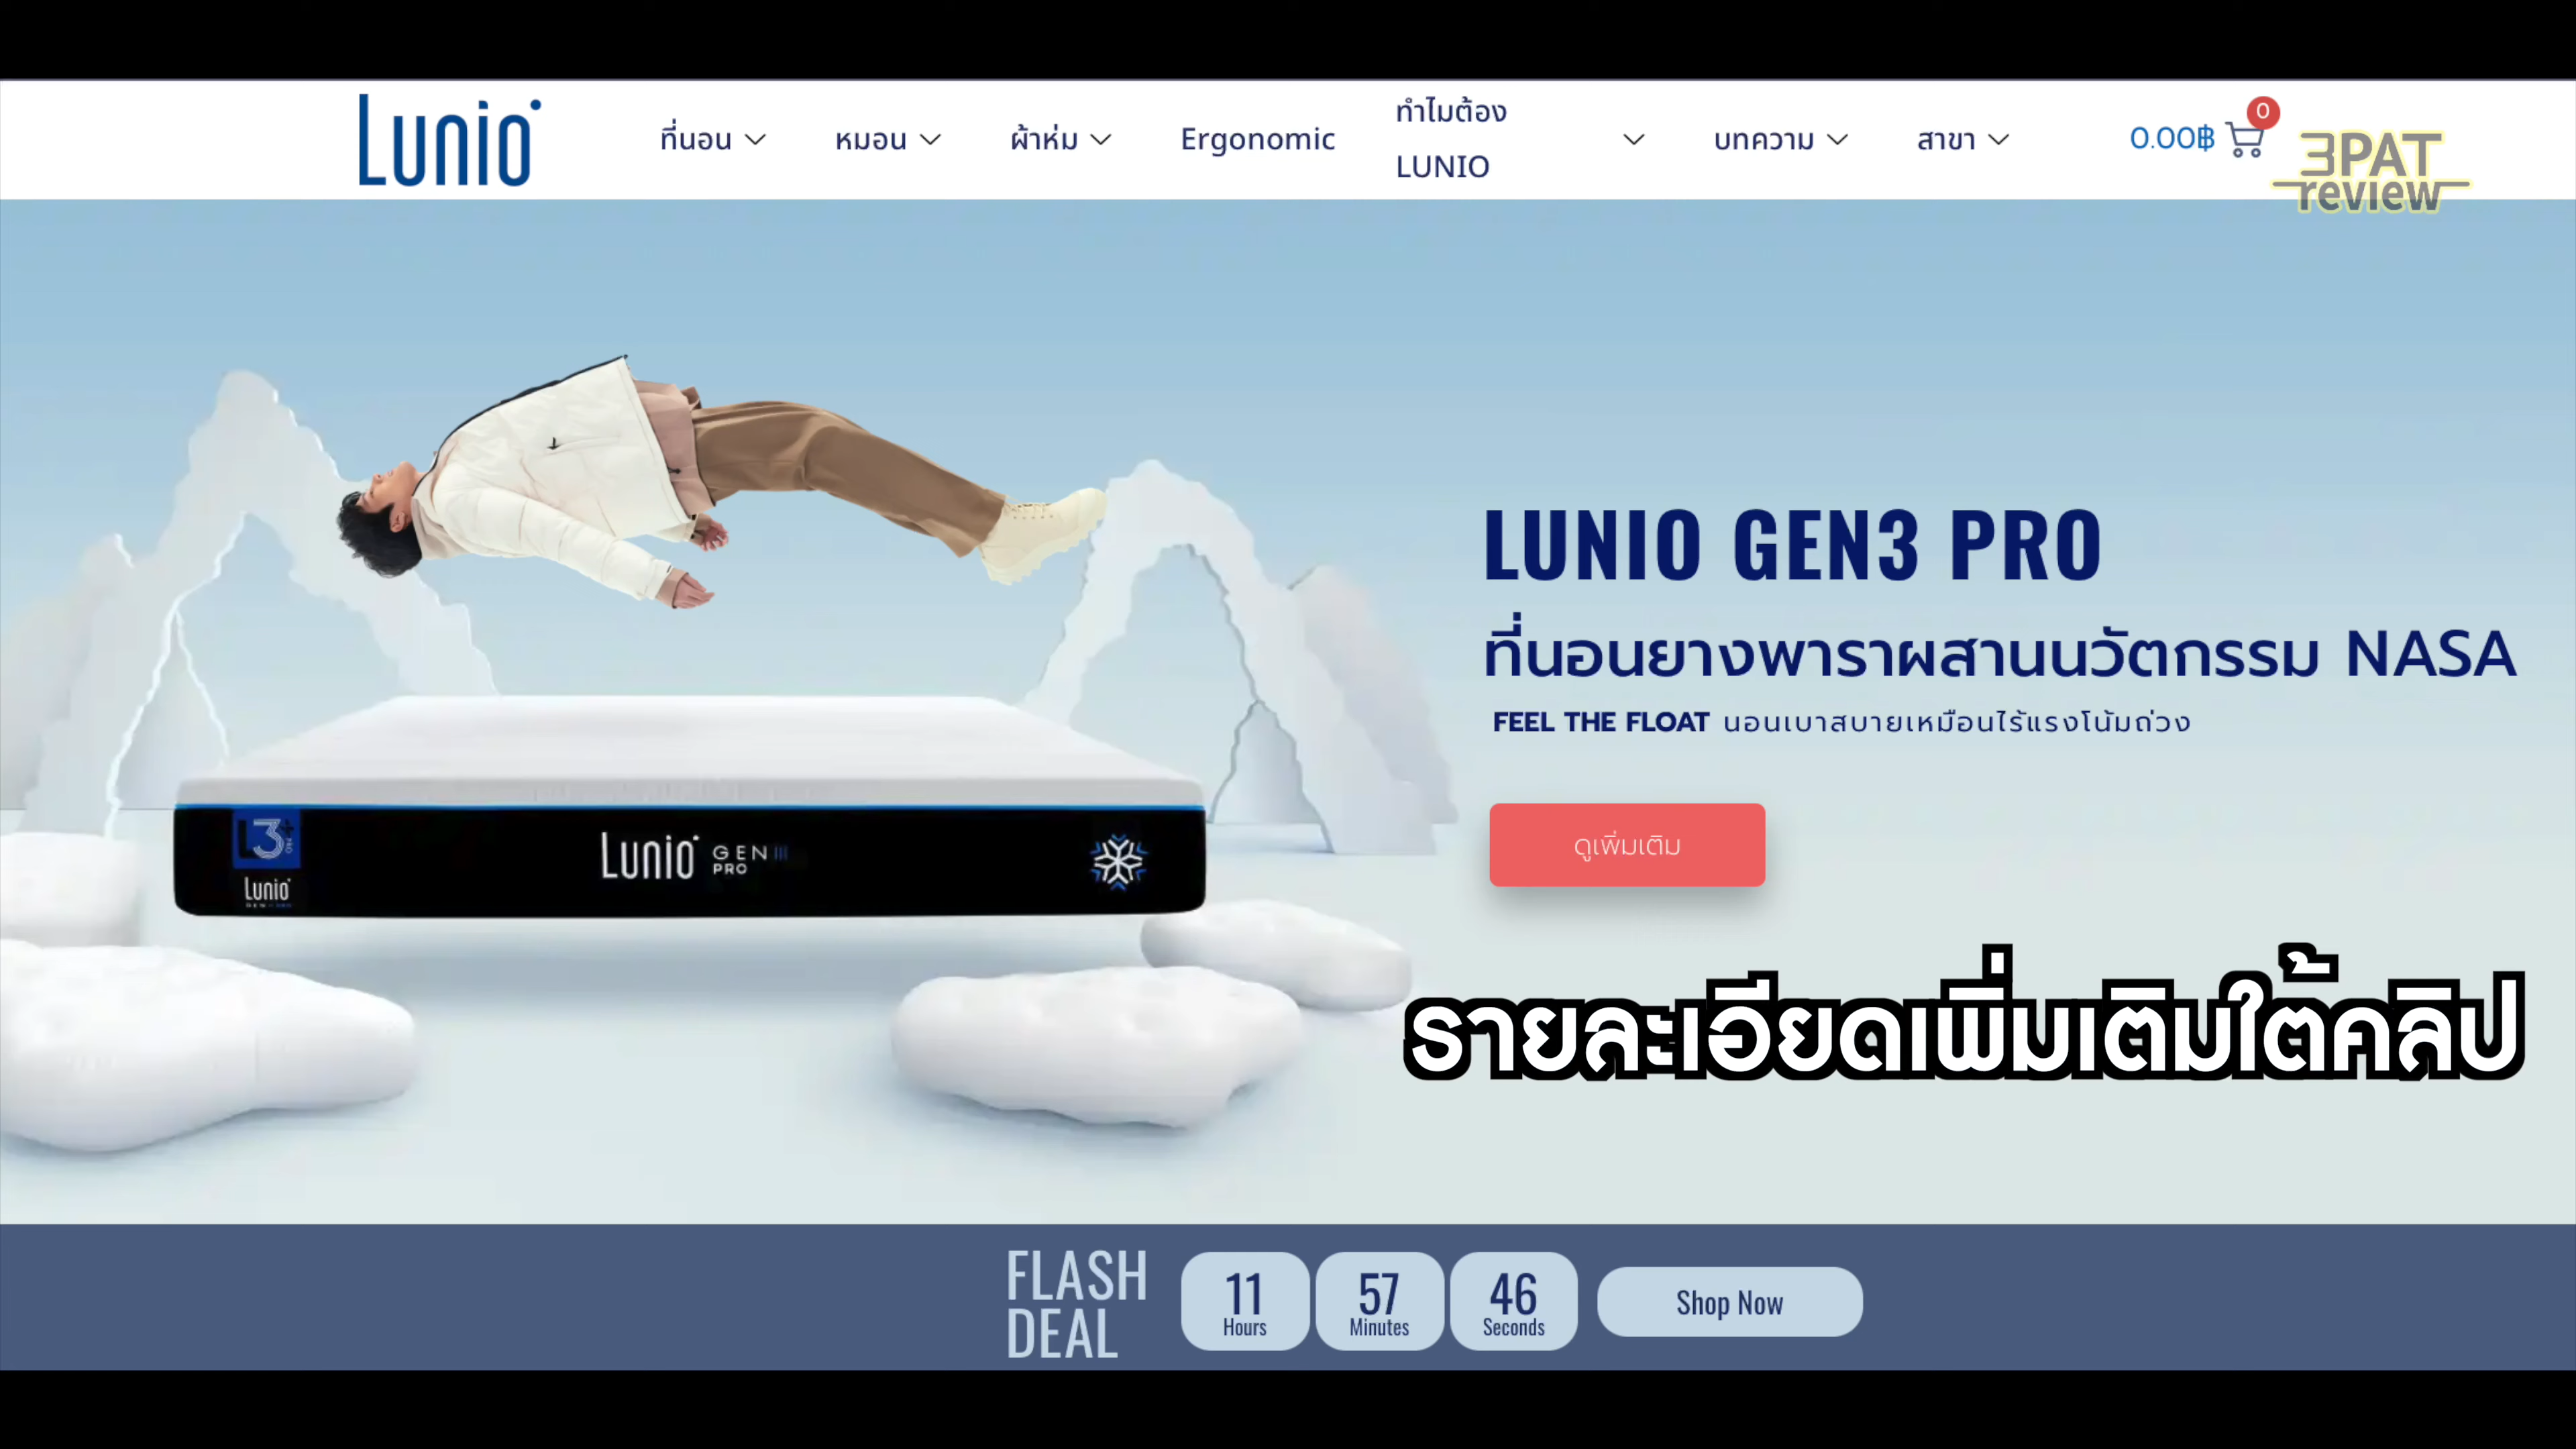 Lunio
ที่นอน
หมอน
ผ้าห่ม
Ergonomic
ทำไมต้อง
LUNIO
บทความ
สาขา
0.00฿
0
3PAT
review
LUNIO GEN3 PRO
ที่นอนยางพาราผสานนวัตกรรม NASA
FEEL THE FLOAT นอนเบาสบายเหมือนไร้แรงโน้มถ่วง
ดูเพิ่มเติม
L3+
PRO
Lunio
Lunio GEN III
PRO
รายละเอียดเพิ่มเติมใต้คลิป
FLASH
DEAL
11
Hours
57
Minutes
46
Seconds
Shop Now